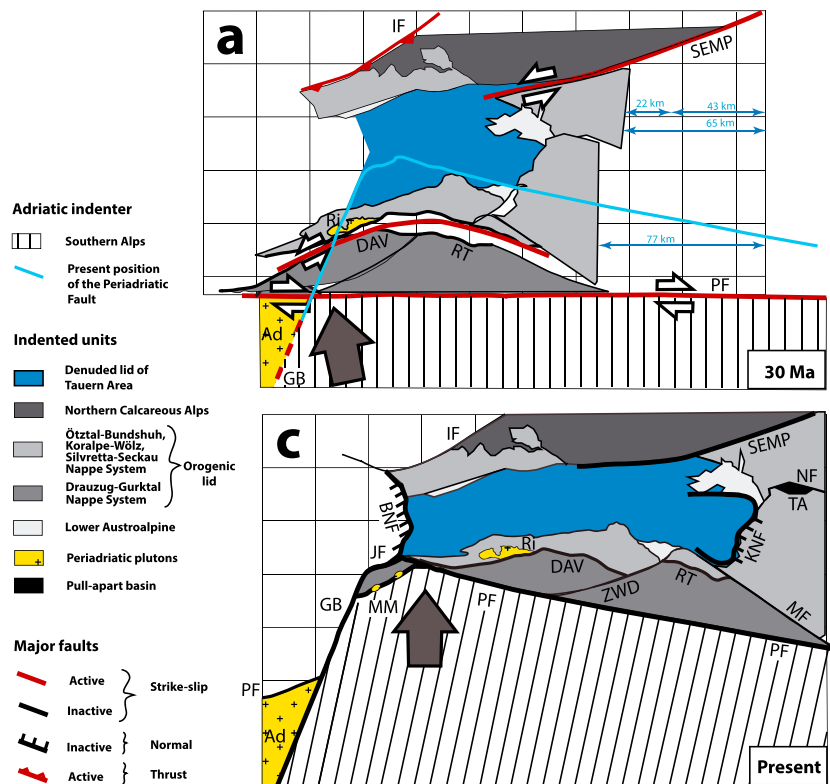 a
IF
SEMP
22 km
43 km
65 km
77 km
Ri
DAV
RT
PF
Ad
GB
30 Ma
Adriatic indenter
Southern Alps
Present position
of the Periadriatic
Fault
Indented units
Denuded lid of
Tauern Area
Northern Calcareous Alps
Ötztal-Bundshuh,
Koralpe-Wölz,
Silvretta-Seckau
Nappe System
Orogenic
lid
Drauzug-Gurktal
Nappe System
Lower Austroalpine
Periadriatic plutons
Pull-apart basin
Major faults
Active
Strike-slip
Inactive
Inactive
Normal
Active
Thrust
c
IF
SEMP
NF
TA
BNF
KNF
JF
Ri
DAV
RT
ZWD
GB
MM
PF
MF
PF
PF
Ad
Present